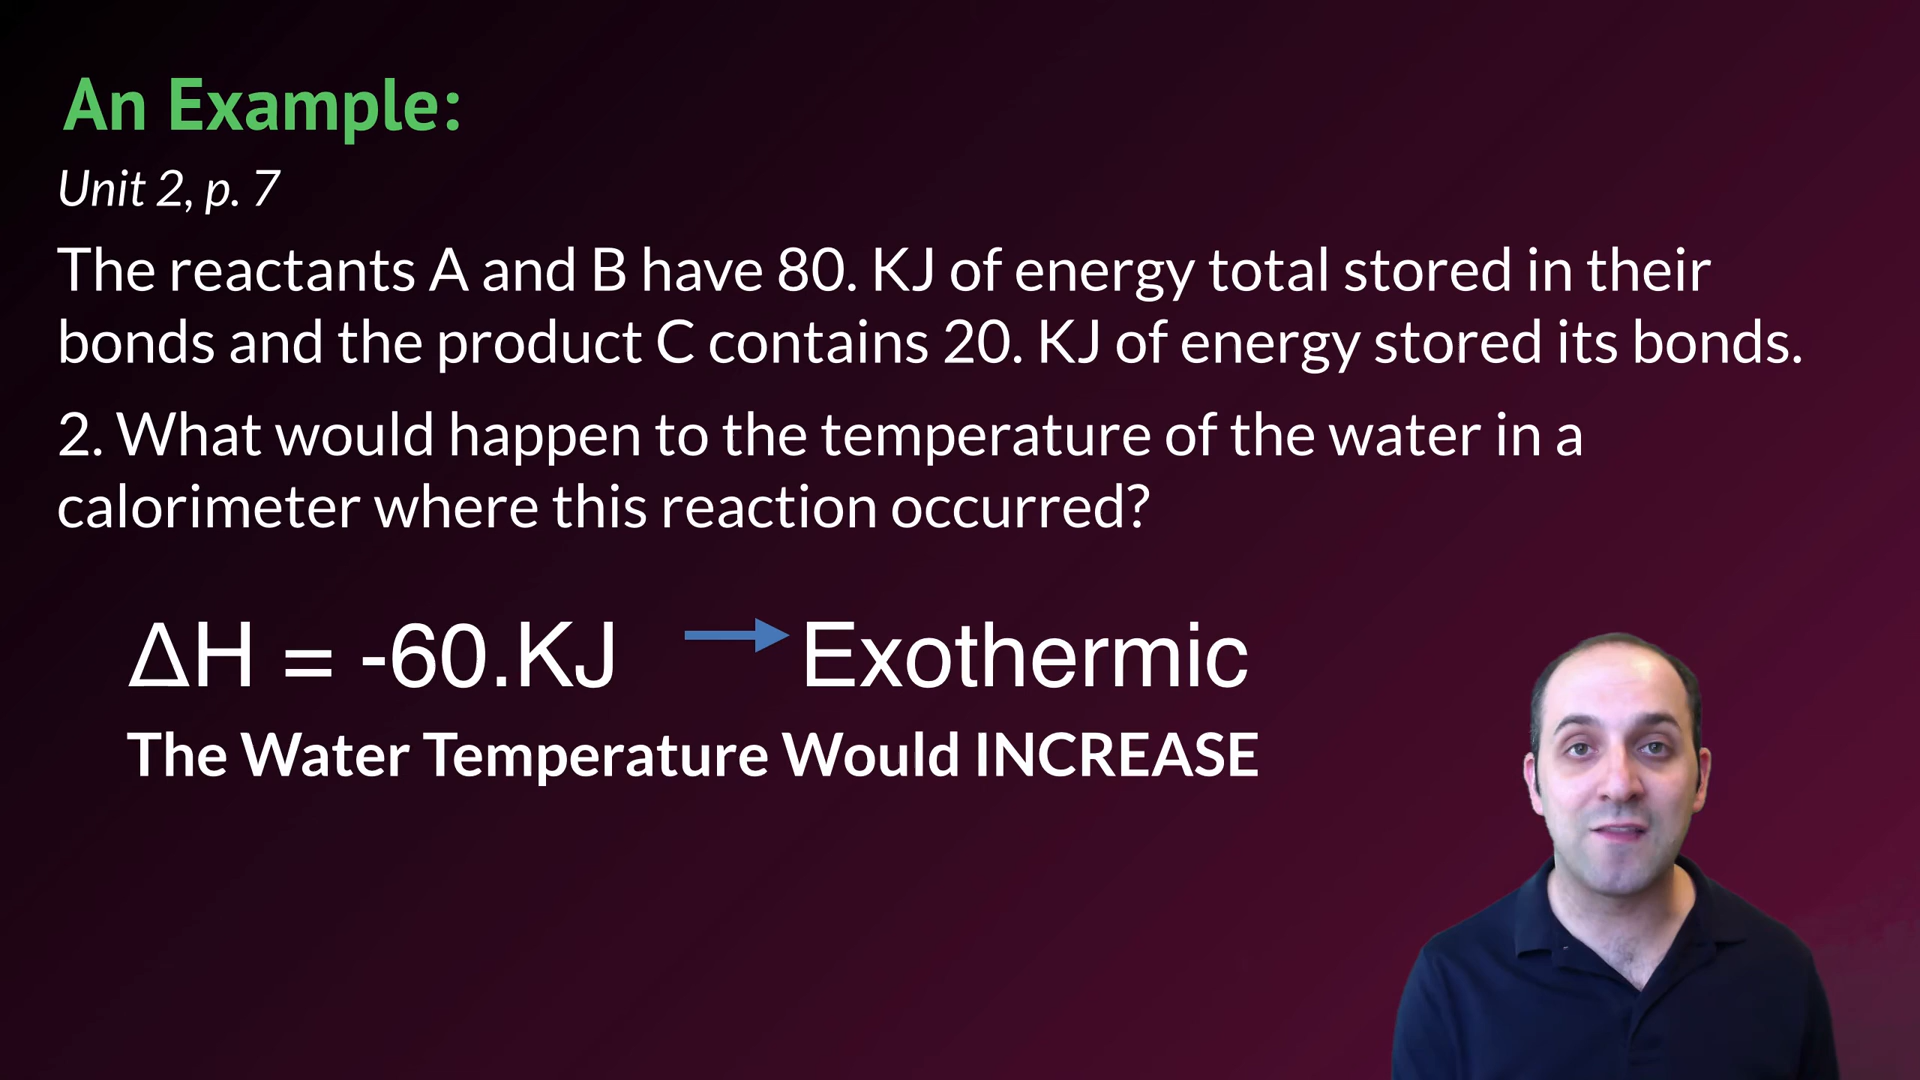 An Example:
Unit 2, p. 7
The reactants A and B have 80. KJ of energy total stored in their
bonds and the product C contains 20. KJ of energy stored its bonds.
2. What would happen to the temperature of the water in a
calorimeter where this reaction occurred?
ΔH = -60.KJ Exothermic
The Water Temperature Would INCREASE